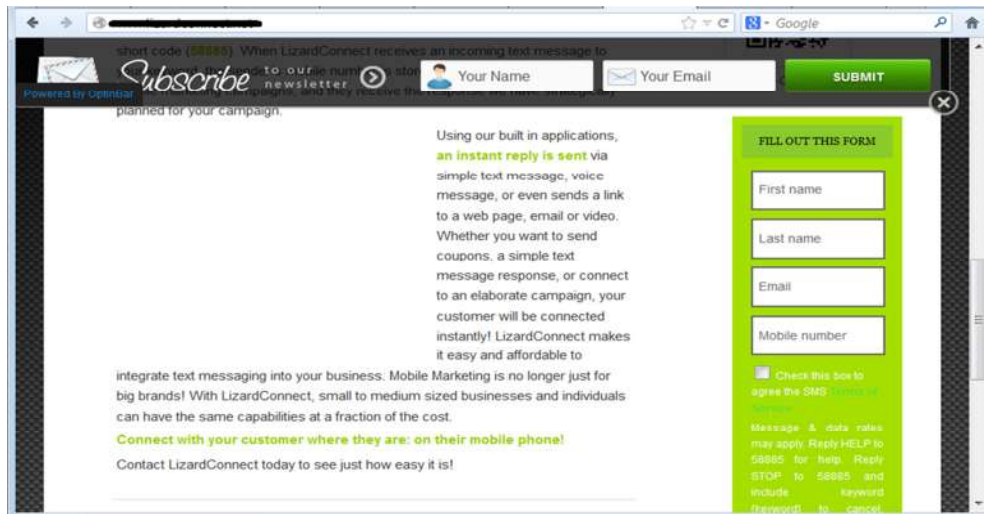 Google
short code (58885). When LizardConnect receives an incoming text message to
Subscribe to our newsletter
Your Name
Your Email
SUBMIT
Powered By OptinBar
planned for your campaign.
Using our built in applications,
an instant reply is sent via
simple text message, voice
message, or even sends a link
to a web page, email or video.
Whether you want to send
coupons, a simple text
message response, or connect
to an elaborate campaign, your
customer will be connected
instantly! LizardConnect makes
it easy and affordable to
integrate text messaging into your business. Mobile Marketing is no longer just for
big brands! With LizardConnect, small to medium sized businesses and individuals
can have the same capabilities at a fraction of the cost.
Connect with your customer where they are: on their mobile phone!
Contact LizardConnect today to see just how easy it is!
FILL OUT THIS FORM
First name
Last name
Email
Mobile number
Check this box to
agree the SMS Terms of
Service
Message & data rates
may apply. Reply HELP to
58885 for help. Reply
STOP to 58885 and
include keyword
(keyword) to cancel.